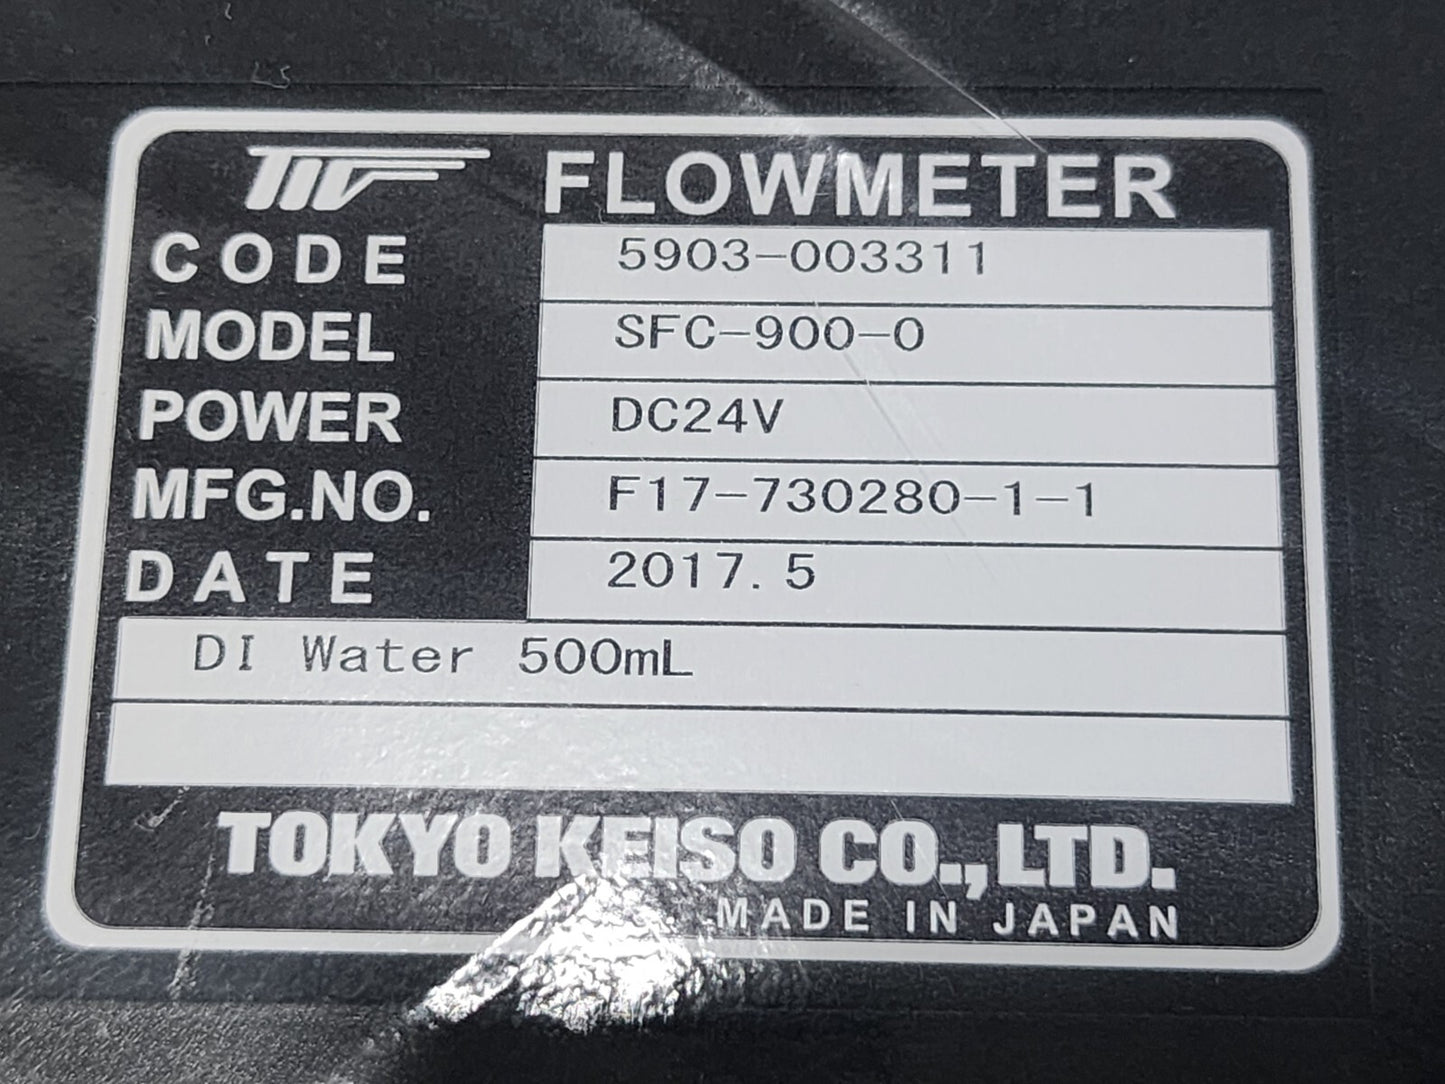 FLOWMETER
CODE 5903-003311
MODEL SFC-900-0
POWER DC24V
MFG.NO. F17-730280-1-1
DATE 2017.5
DI Water 500mL
TOKYO KEISO CO.,LTD.
MADE IN JAPAN